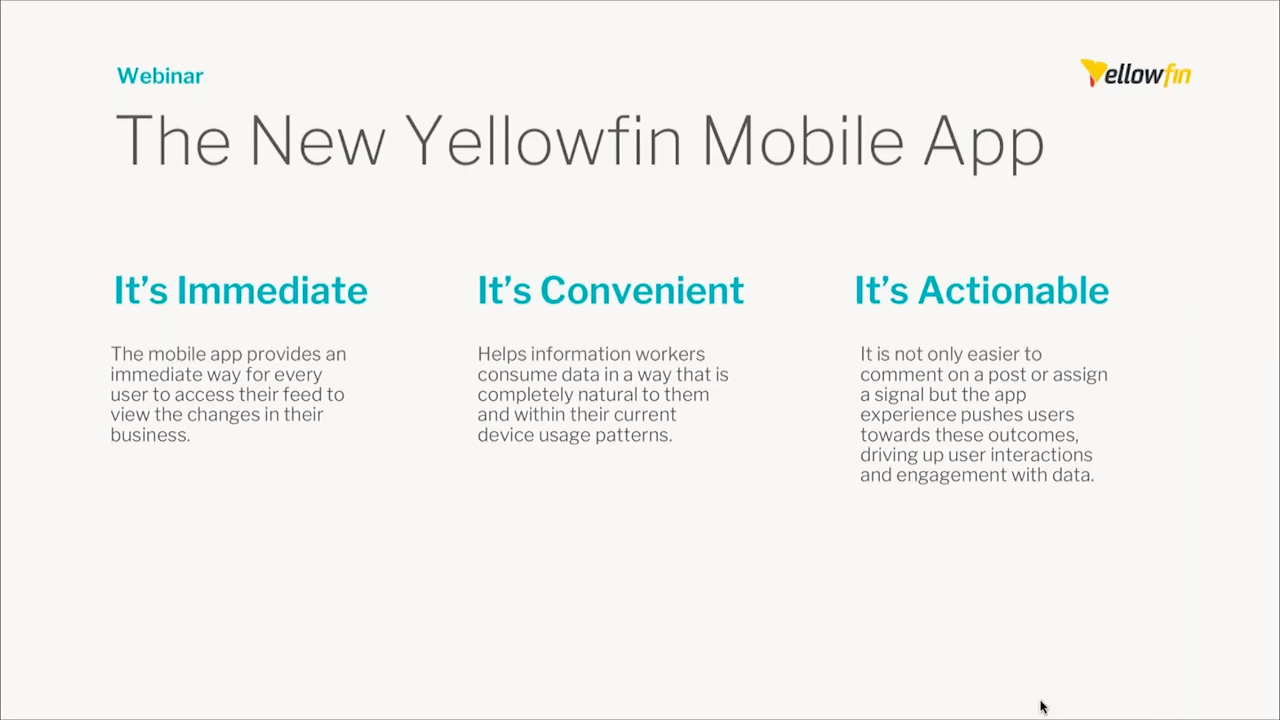 Webinar
Yellowfin
The New Yellowfin Mobile App
It's Immediate
The mobile app provides an
immediate way for every
user to access their feed to
view the changes in their
business.
It's Convenient
Helps information workers
consume data in a way that is
completely natural to them
and within their current
device usage patterns.
It's Actionable
It is not only easier to
comment on a post or assign
a signal but the app
experience pushes users
towards these outcomes,
driving up user interactions
and engagement with data.